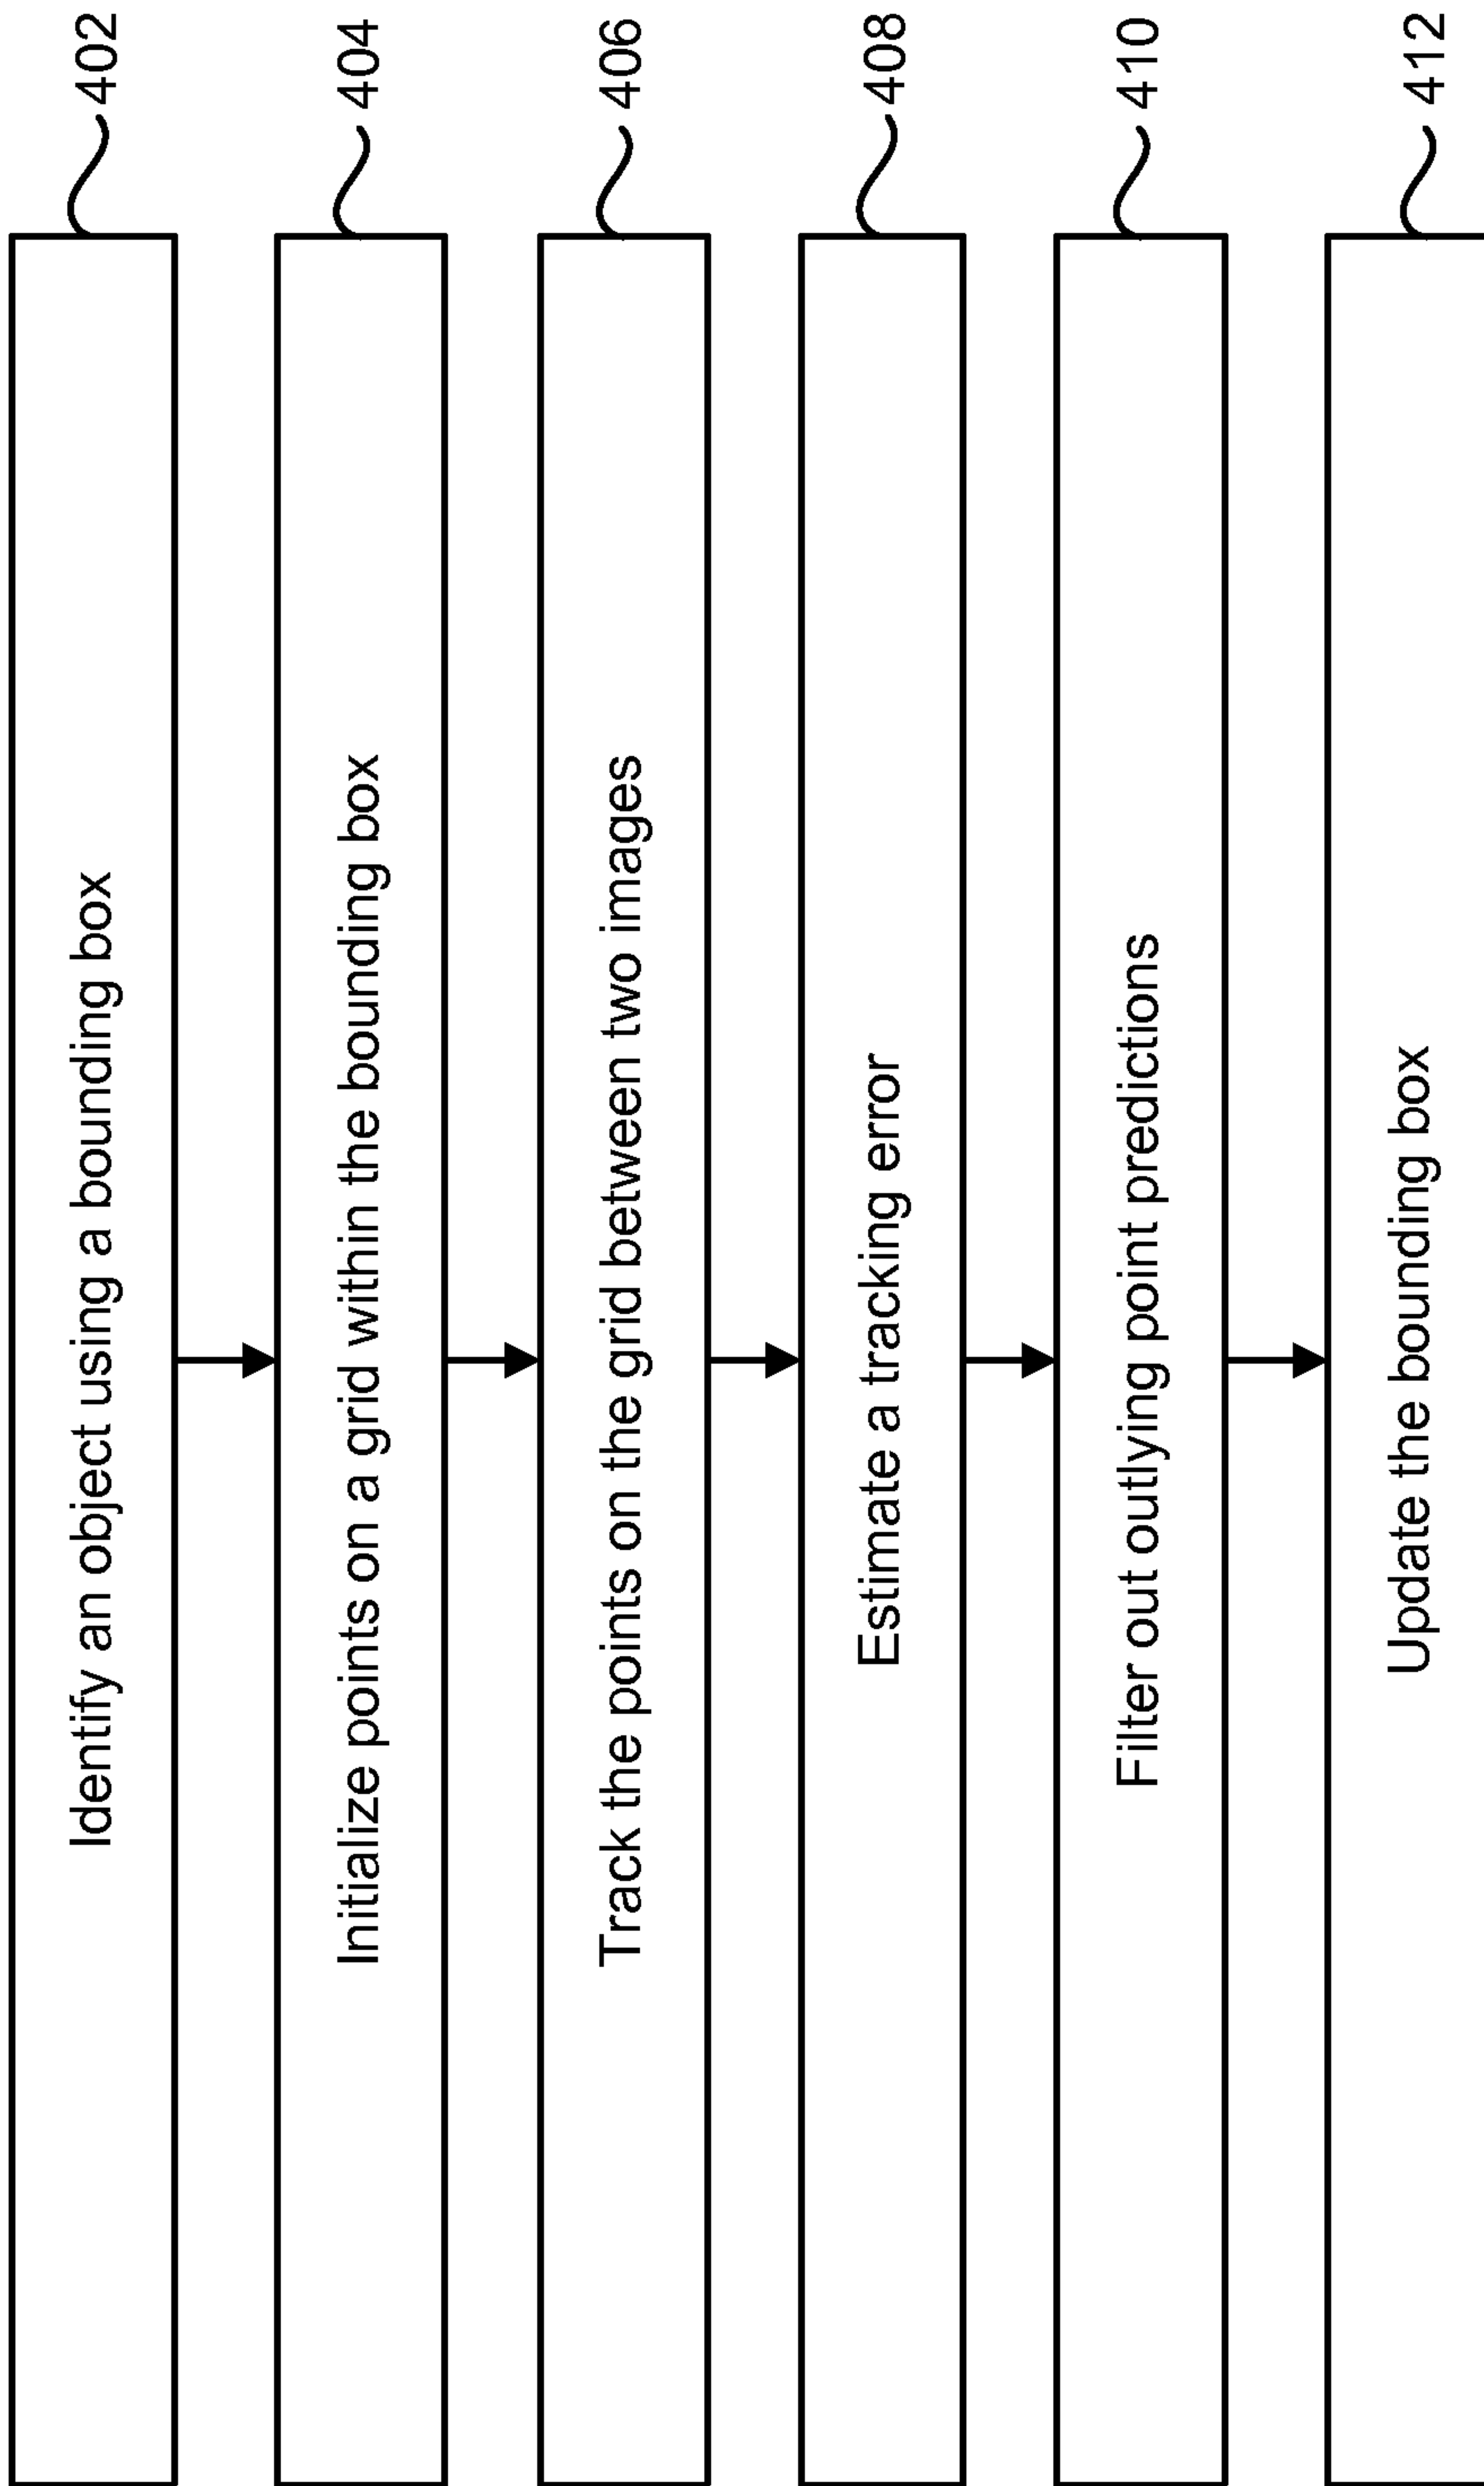 Identify an object using a bounding box
402
Initialize points on a grid within the bounding box
404
Track the points on the grid between two images
406
Estimate a tracking error
408
Filter out outlying point predictions
410
Update the bounding box
412